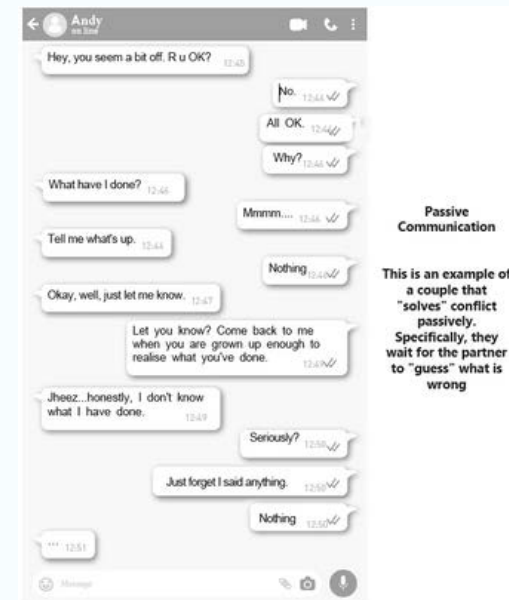 Andy
on line
Hey, you seem a bit off. R u OK? 12:45
No. 12:44
All OK. 12:44
Why? 12:46
What have I done? 12:46
Mmmm.... 12:46
Tell me what's up. 12:44
Nothing
Okay, well, just let me know. 12:47
Let you know? Come back to me
when you are grown up enough to
realise what you've done.
12:49
Jheez...honestly, I don't know
what I have done. 12:49
Seriously? 12:50
Just forget I said anything. 12:50
Nothing 12:50
... 12:51
Message
Passive
Communication
This is an example of
a couple that
"solves" conflict
passively.
Specifically, they
wait for the partner
to "guess" what is
wrong